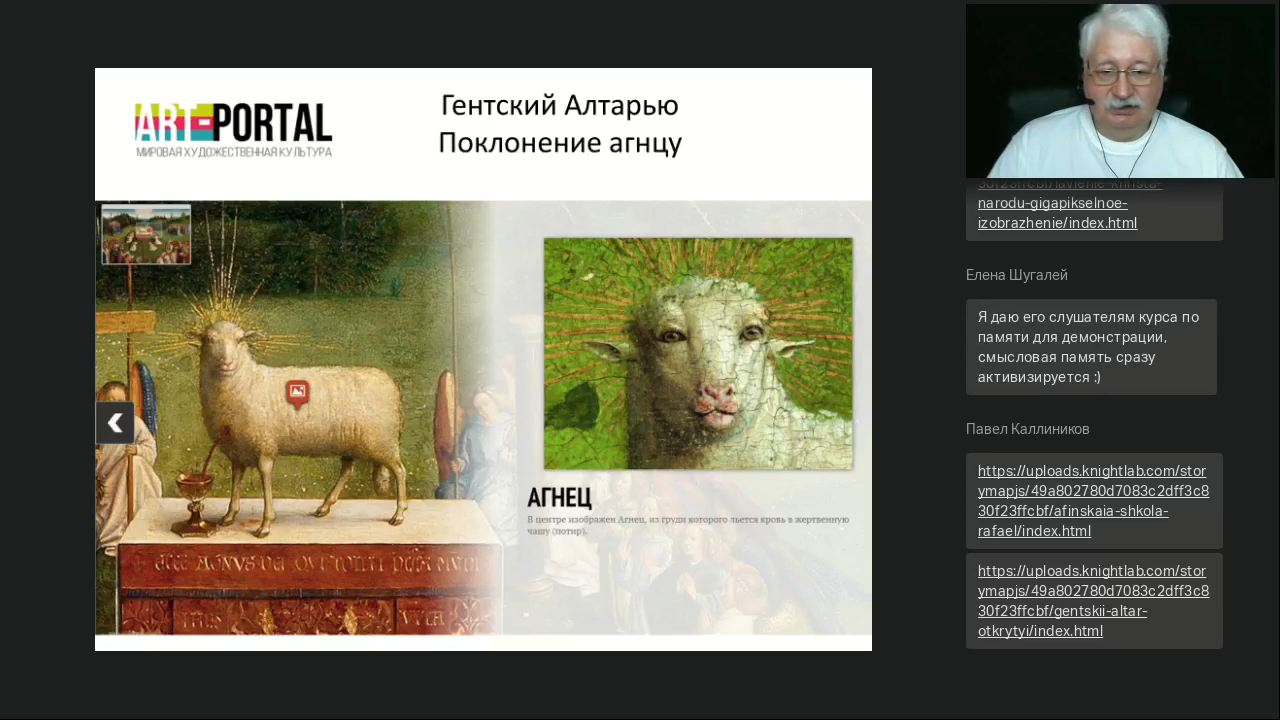 ART-PORTAL
МИРОВАЯ ХУДОЖЕСТВЕННАЯ КУЛЬТУРА
Гентский Алтарью
Поклонение агнцу
АГНЕЦ
В центре изображен Агнец, из груди которого льется кровь в жертвенную
чашу (потир).
narodu-gigapikselnoe-
izobrazhenie/index.html
Елена Шугалей
Я даю его слушателям курса по
памяти для демонстрации,
смысловая память сразу
активизируется :)
Павел Каллиников
https://uploads.knightlab.com/stor
ymapjs/49a802780d7083c2dff3c8
30f23ffcbf/afinskaia-shkola-
rafael/index.html
https://uploads.knightlab.com/stor
ymapjs/49a802780d7083c2dff3c8
30f23ffcbf/gentskii-altar-
otkrytyi/index.html